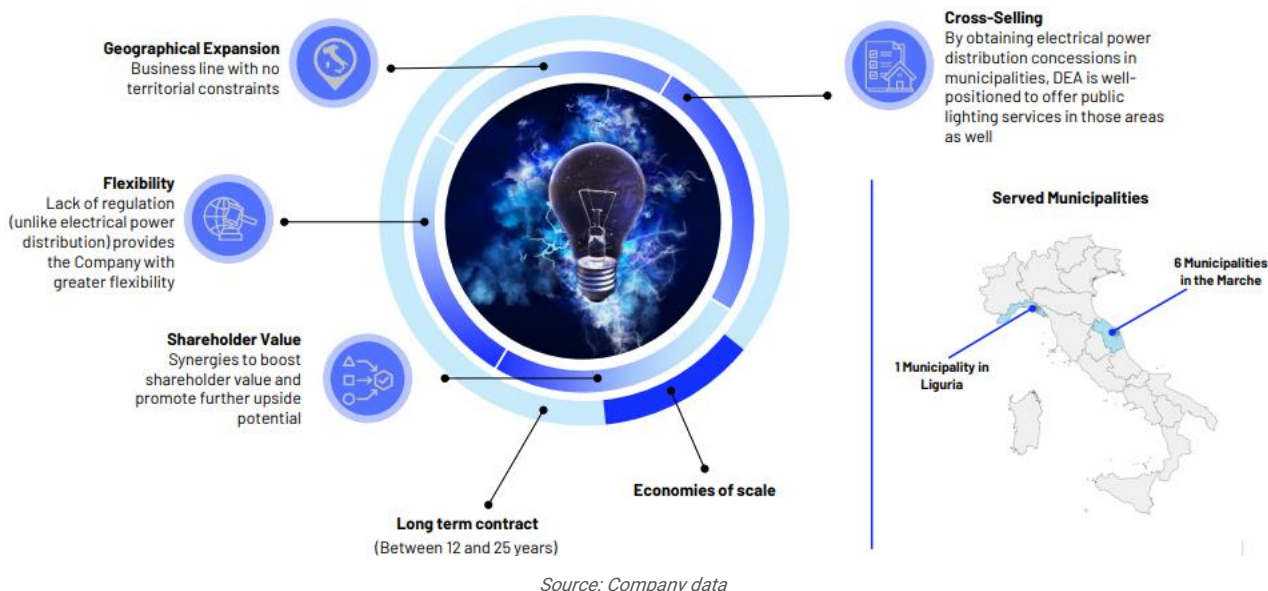 Geographical Expansion
Business line with no
territorial constraints
Flexibility
Lack of regulation
(unlike electrical power
distribution) provides
the Company with
greater flexibility
Shareholder Value
Synergies to boost
shareholder value and
promote further upside
potential
Long term contract
(Between 12 and 25 years)
Economies of scale
Cross-Selling
By obtaining electrical power
distribution concessions in
municipalities, DEA is well-
positioned to offer public
lighting services in those areas
as well
Served Municipalities
6 Municipalities
in the Marche
1 Municipality in
Liguria
Source: Company data